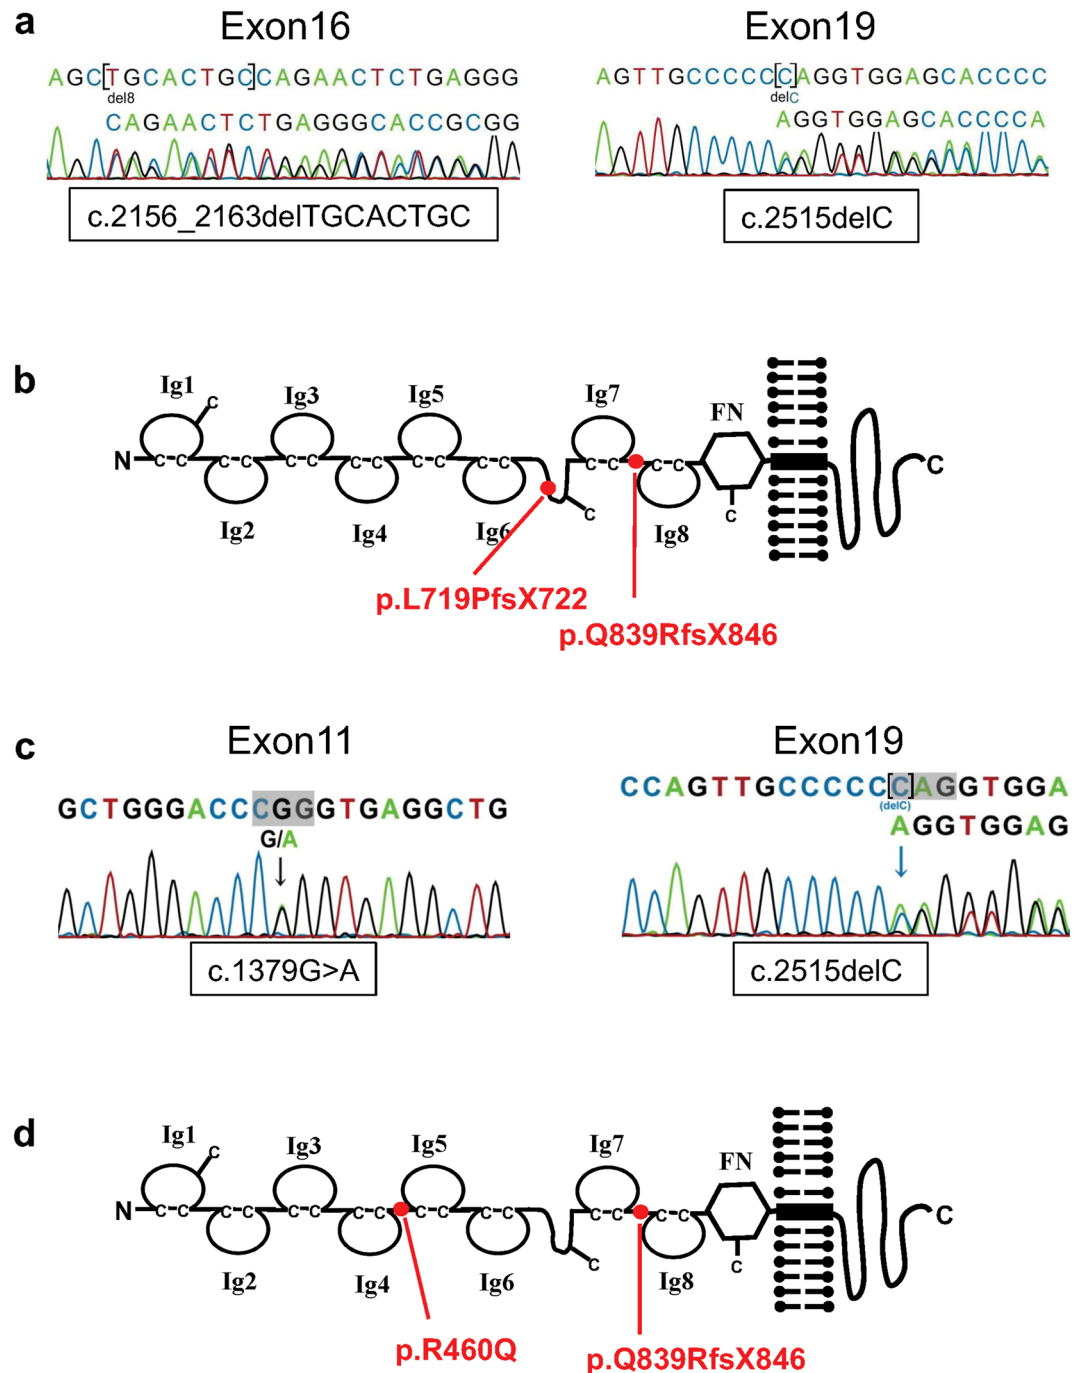 a
Exon16
Exon19
AGC[TGCACTGC]CAGAACTCTGAGGG
del8
CAGAACTCTGAGGGCACCGCGG
c.2156_2163delTGCACTGC
AGTTGCCCCC[C]AGGTGGAGCACCCC
delC
AGGTGGAGCACCCCA
c.2515delC
b
Ig1
Ig3
Ig5
Ig7
FN
C
N
C C
C C
C C
C C
C C
C C
C C
C C
C
Ig2
Ig4
Ig6
C
Ig8
C
p.L719PfsX722
p.Q839RfsX846
c
Exon11
Exon19
GCTGGGACCCGGGTGAGGCTG
G/A
c.1379G>A
CCAGTTGCCCCC[C]AGGTGGA
(delC)
AGGTGGAG
c.2515delC
d
Ig1
Ig3
Ig5
Ig7
FN
C
N
C C
C C
C C
C C
C C
C C
C C
C C
C
Ig2
Ig4
Ig6
C
Ig8
C
p.R460Q
p.Q839RfsX846